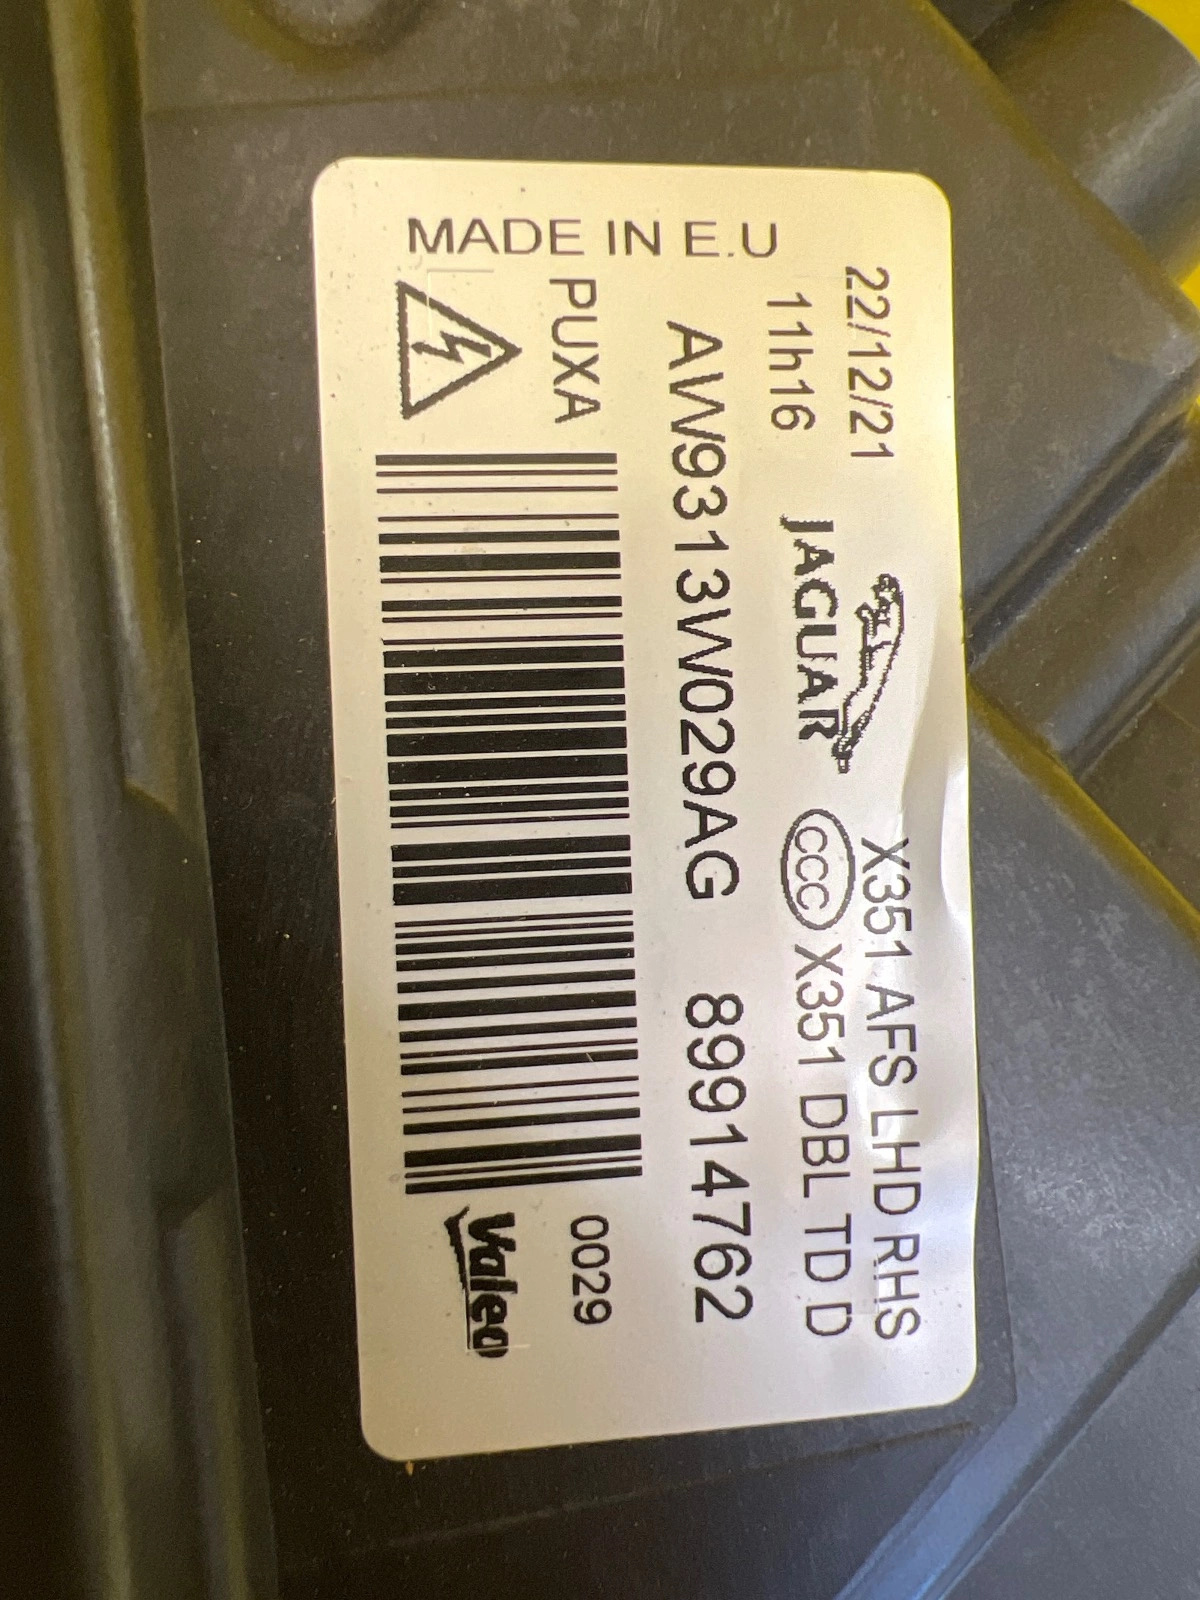 22/12/21
X351 AFS LHD RHS
11h16
JAGUAR
CCC
X351 DBL TD D
AW9313W029AG 89914762
PUXA
0029
MADE IN E.U
Valeo